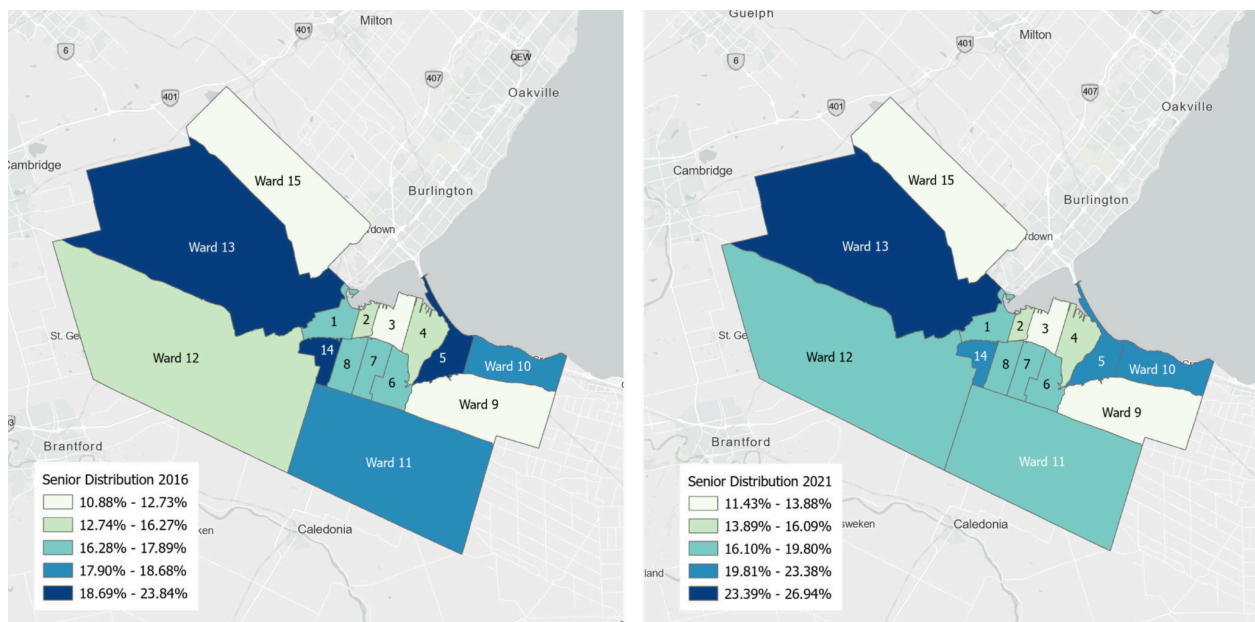 Milton
401
6
QEW
407
401
Oakville
Cambridge
Ward 15
Burlington
rdown
Ward 13
1
2
3
4
St. Ge
Ward 12
14
8
7
5
Ward 10
6
Ward 9
Brantford
Ward 11
Senior Distribution 2016
10.88% - 12.73%
12.74% - 16.27%
16.28% - 17.89%
17.90% - 18.68%
18.69% - 23.84%
ken
Caledonia
Guelph
Milton
401
6
407
401
Oakville
Cambridge
Ward 15
Burlington
rdown
Ward 13
1
2
3
4
St. Ge
Ward 12
14
8
7
5
Ward 10
6
Ward 9
Brantford
Ward 11
Senior Distribution 2021
11.43% - 13.88%
13.89% - 16.09%
16.10% - 19.80%
19.81% - 23.38%
23.39% - 26.94%
sweken
Caledonia
land